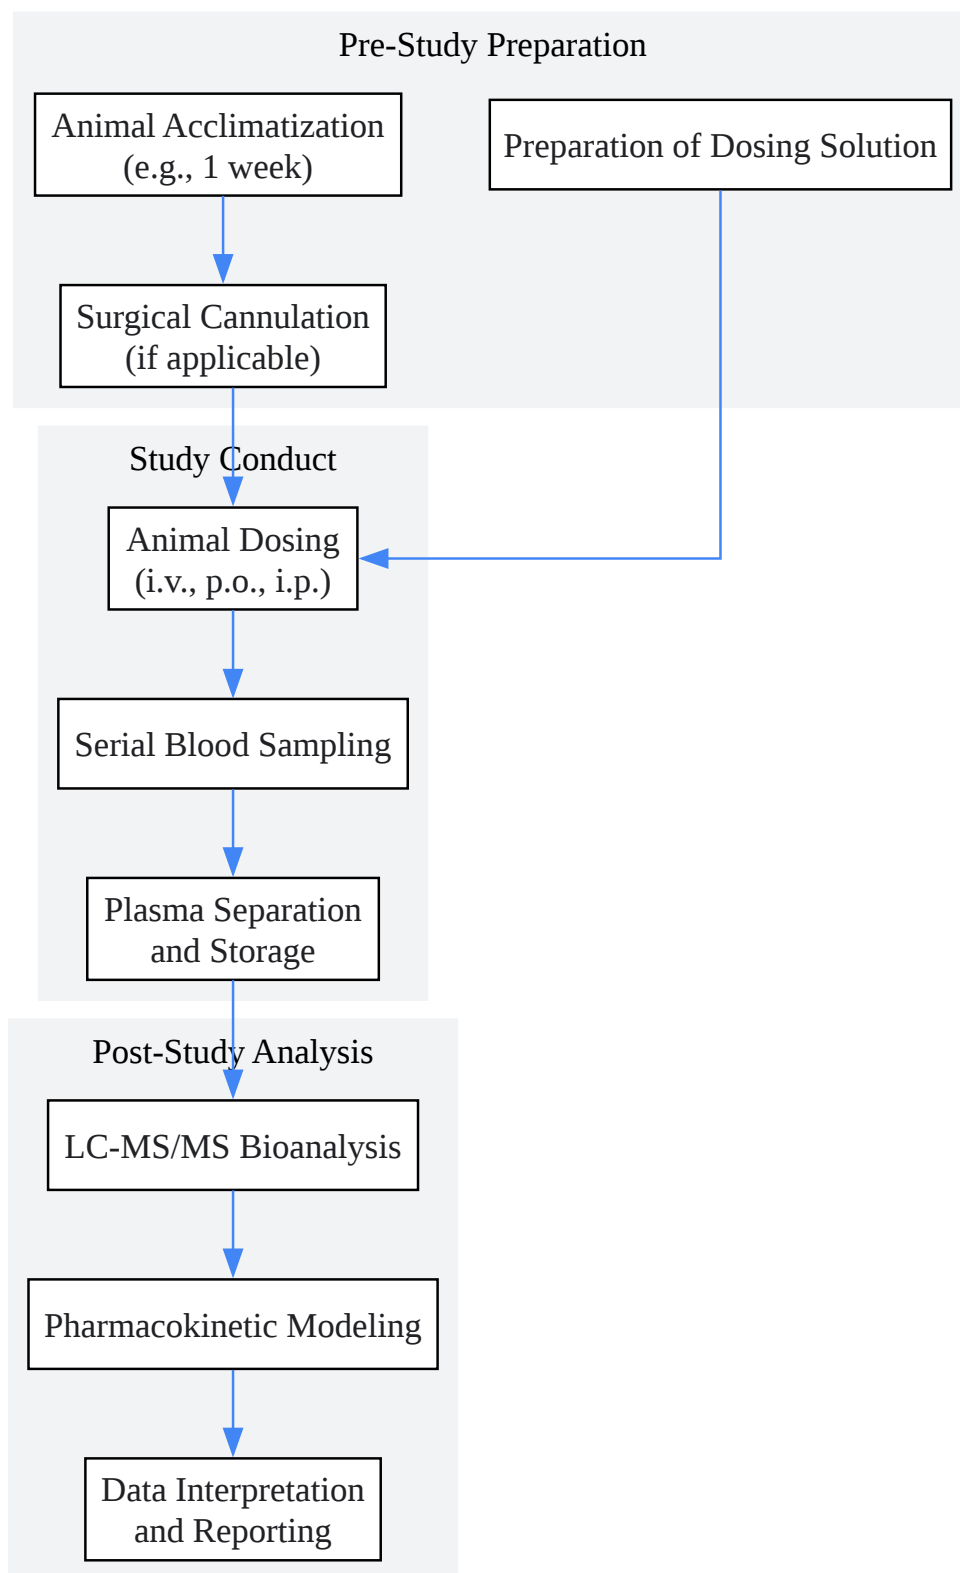 Pre-Study Preparation
Animal Acclimatization
(e.g., 1 week)
Preparation of Dosing Solution
Surgical Cannulation
(if applicable)
Study Conduct
Animal Dosing
(i.v., p.o., i.p.)
Serial Blood Sampling
Plasma Separation
and Storage
Post-Study Analysis
LC-MS/MS Bioanalysis
Pharmacokinetic Modeling
Data Interpretation
and Reporting